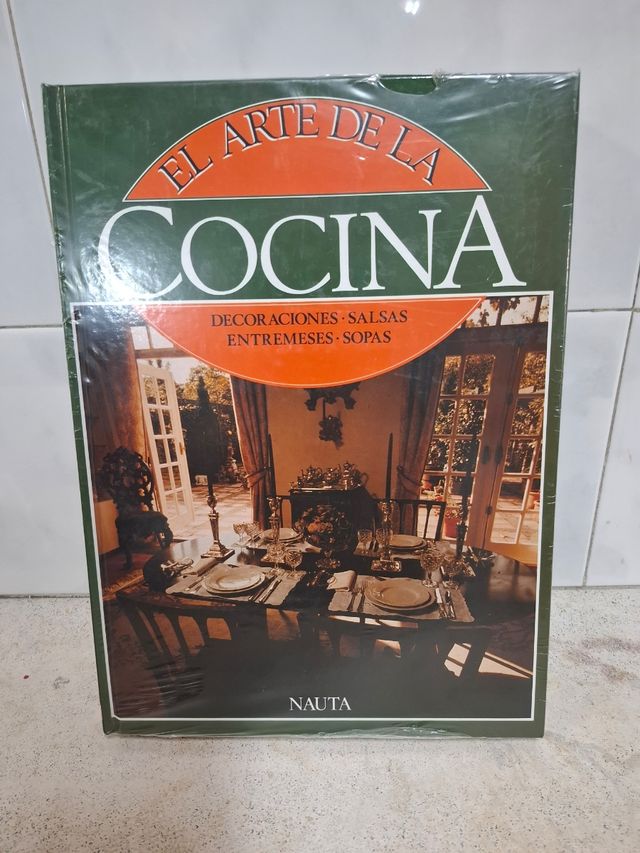 EL ARTE DE LA
COCINA
DECORACIONES · SALSAS
ENTREMESES · SOPAS
NAUTA